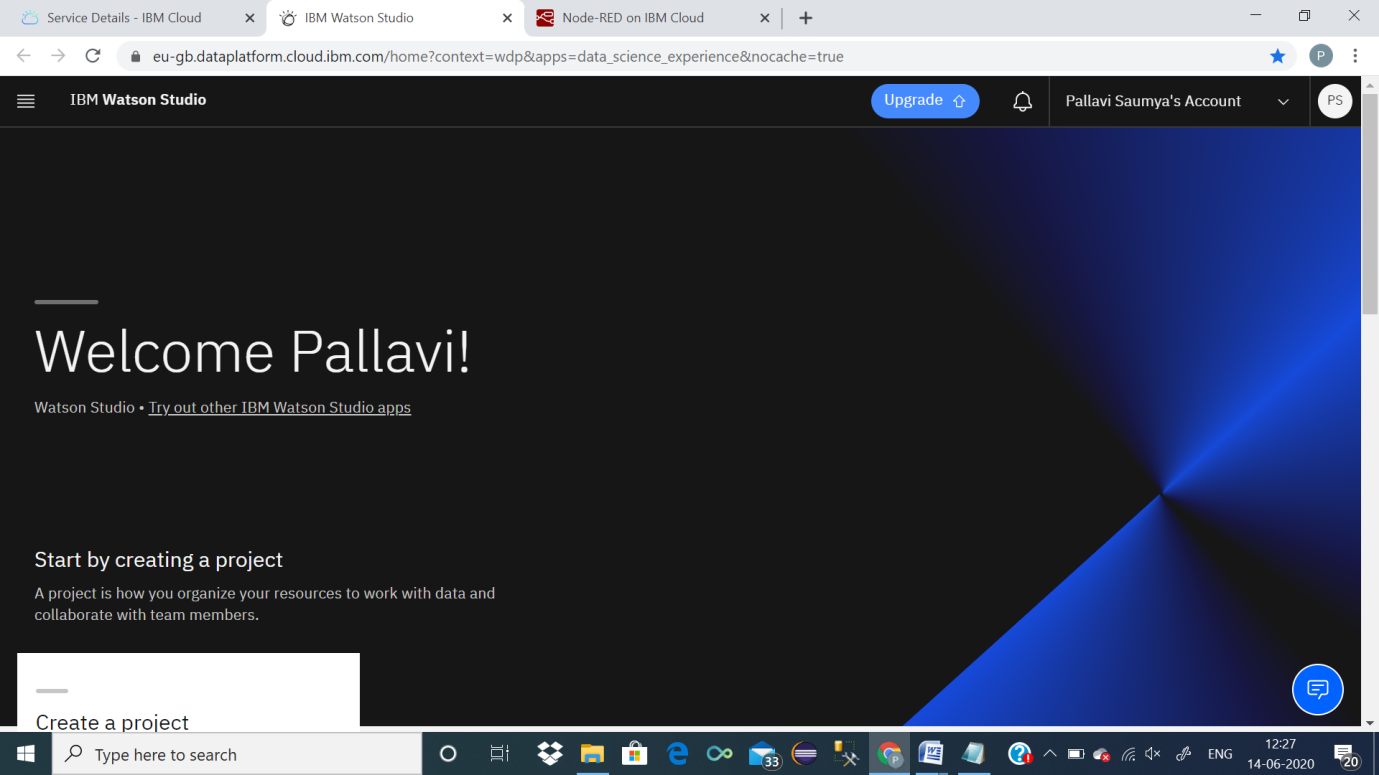 Service Details - IBM Cloud
IBM Watson Studio
Node-RED on IBM Cloud
eu-gb.dataplatform.cloud.ibm.com/home?context=wdp&apps=data_science_experience&nocache=true
P
IBM Watson Studio
Upgrade
Pallavi Saumya's Account
PS
Welcome Pallavi!
Watson Studio • Try out other IBM Watson Studio apps
Start by creating a project
A project is how you organize your resources to work with data and
collaborate with team members.
Create a project
Type here to search
33
P
ENG
12:27
14-06-2020
20